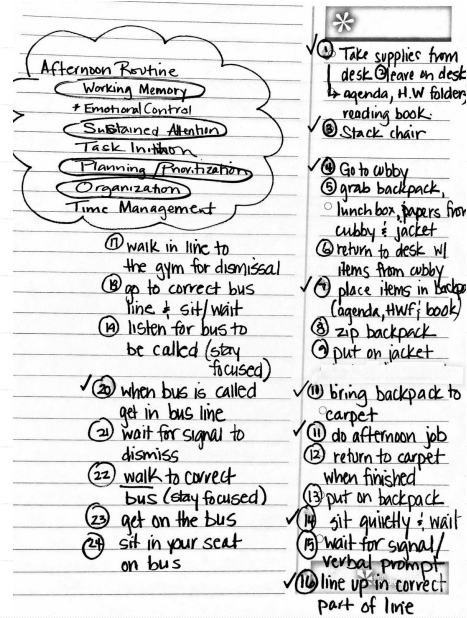 Afternoon Routine
Working Memory
* Emotional Control
Sustained Attention
Task Initiation
Planning / Prioritization
Organization
Time Management
✓ ① Take supplies from
desk ② leave on desk
↳ agenda, H.W folder,
reading book.
✓ ③ Stack chair
✓ ④ Go to cubby
⑤ grab backpack,
lunch box, papers from
cubby & jacket
⑥ return to desk w/
items from cubby
✓ ⑦ place items in backpa
(agenda, HWF, book)
⑧ zip backpack
⑨ put on jacket
✓ ⑩ bring backpack to
carpet
✓ ⑪ do afternoon job
⑫ return to carpet
when finished
⑬ put on backpack
✓ ⑭ sit quietly & wait
⑮ wait for signal/
verbal prompt
✓ ⑯ line up in correct
part of line
⑰ walk in line to
the gym for dismissal
⑱ go to correct bus
line & sit/wait
⑲ listen for bus to
be called (stay
focused)
✓ ⑳ when bus is called
get in bus line
㉑ wait for signal to
dismiss
㉒ walk to correct
bus (stay focused)
㉓ get on the bus
㉔ sit in your seat
on bus